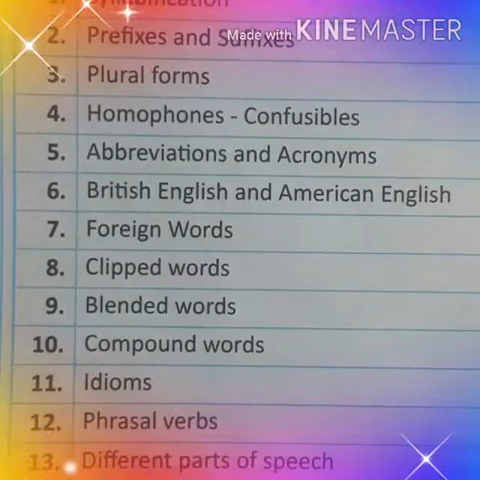 1. Syllabification
2. Prefixes and Suffixes
Made with KINEMASTER
3. Plural forms
4. Homophones - Confusibles
5. Abbreviations and Acronyms
6. British English and American English
7. Foreign Words
8. Clipped words
9. Blended words
10. Compound words
11. Idioms
12. Phrasal verbs
13. Different parts of speech